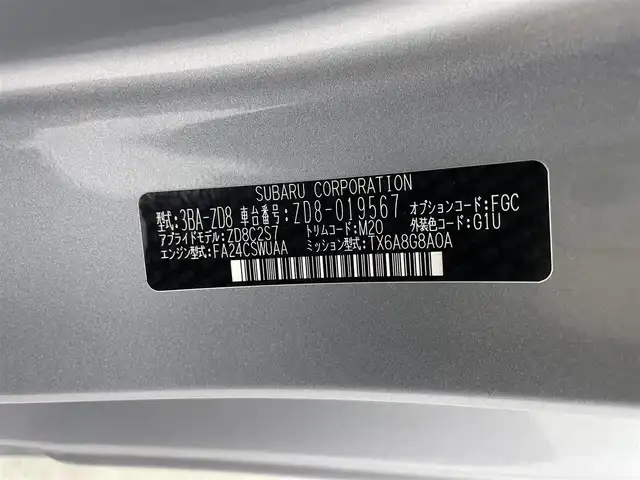 SUBARU CORPORATION
型式:3BA-ZD8 車台番号:ZD8-019567 オプションコード:FGC
アプライドモデル:ZD8C2S7 トリムコード:M20 外装色コード:G1U
エンジン型式:FA24CSWUAA ミッション型式:TX6A8G8AOA